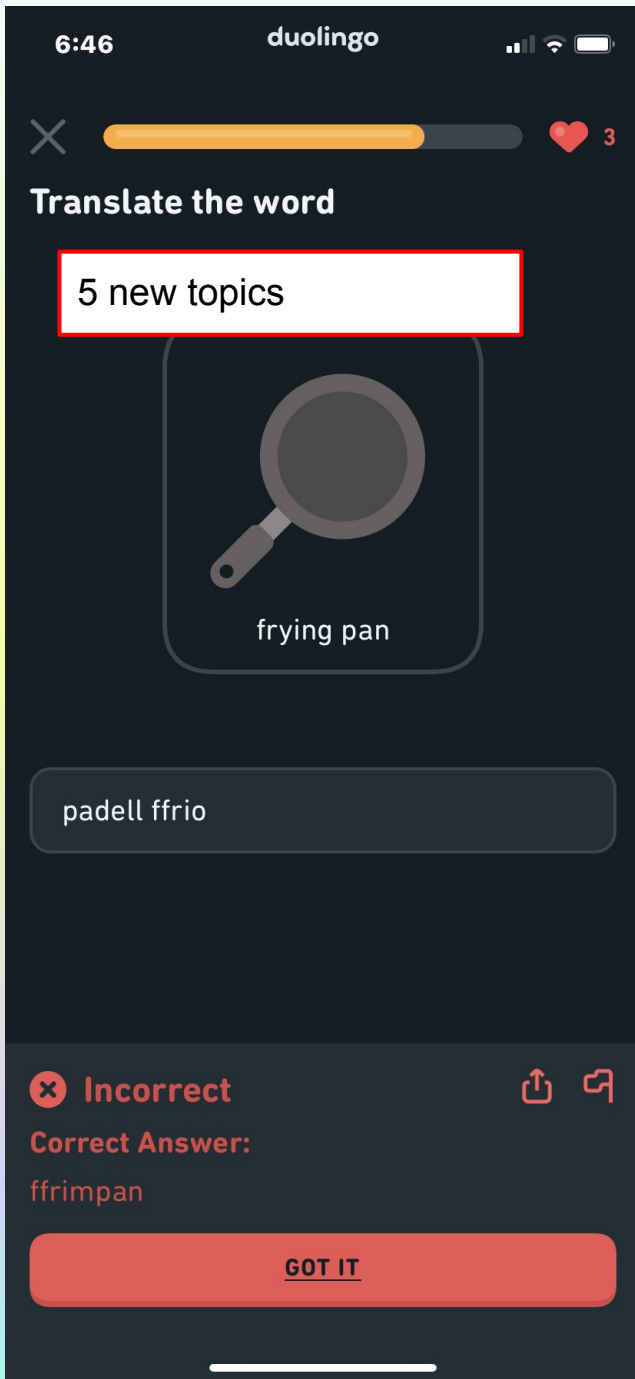 6:46 duolingo
3
Translate the word
5 new topics
frying pan
padell ffrio
Incorrect
Correct Answer:
ffrimpan
GOT IT